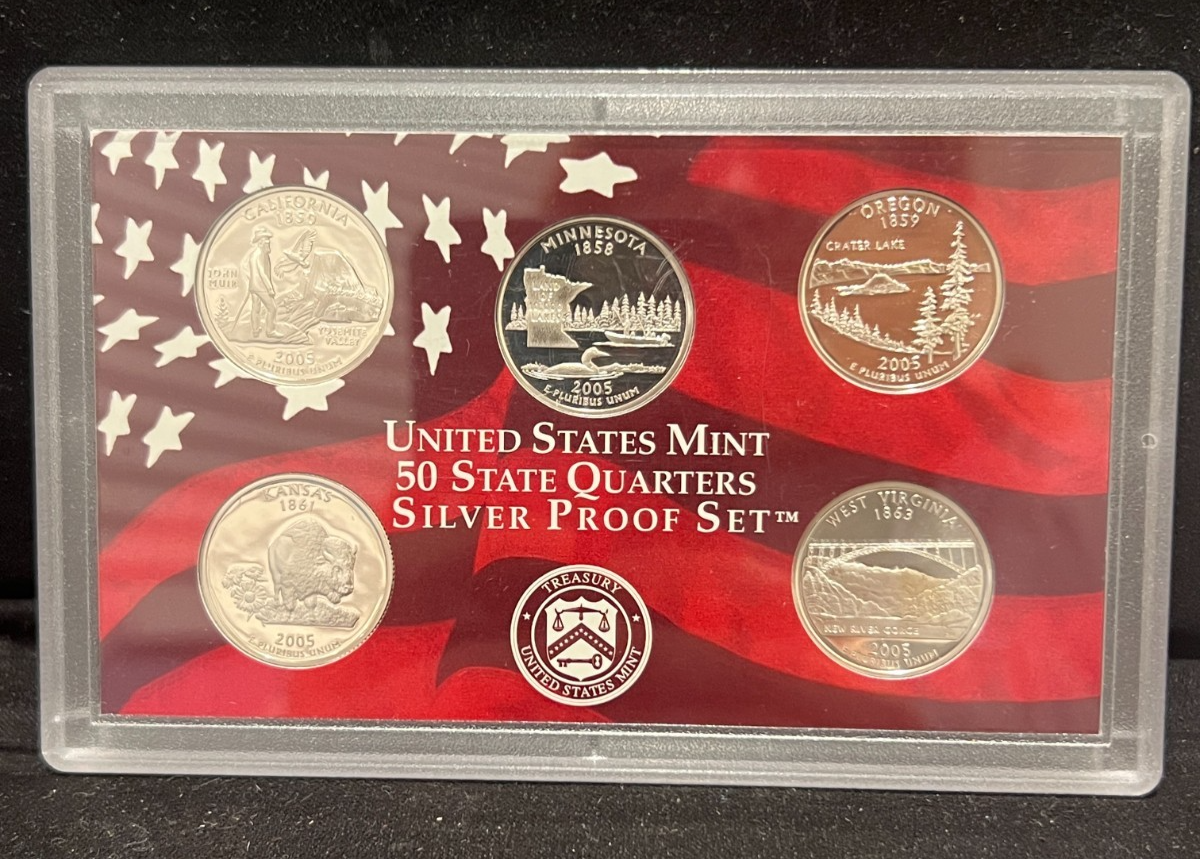 CALIFORNIA
1850
JOHN
MUIR
YOSEMITE
VALLEY
2005
E PLURIBUS UNUM
MINNESOTA
1858
LAND
LAKES
2005
E PLURIBUS UNUM
OREGON
1859
CRATER LAKE
2005
E PLURIBUS UNUM
UNITED STATES MINT
50 STATE QUARTERS
SILVER PROOF SET™
KANSAS
1861
2005
E PLURIBUS UNUM
TREASURY
UNITED STATES MINT
WEST VIRGINIA
1863
NEW RIVER GORGE
2005
E PLURIBUS UNUM